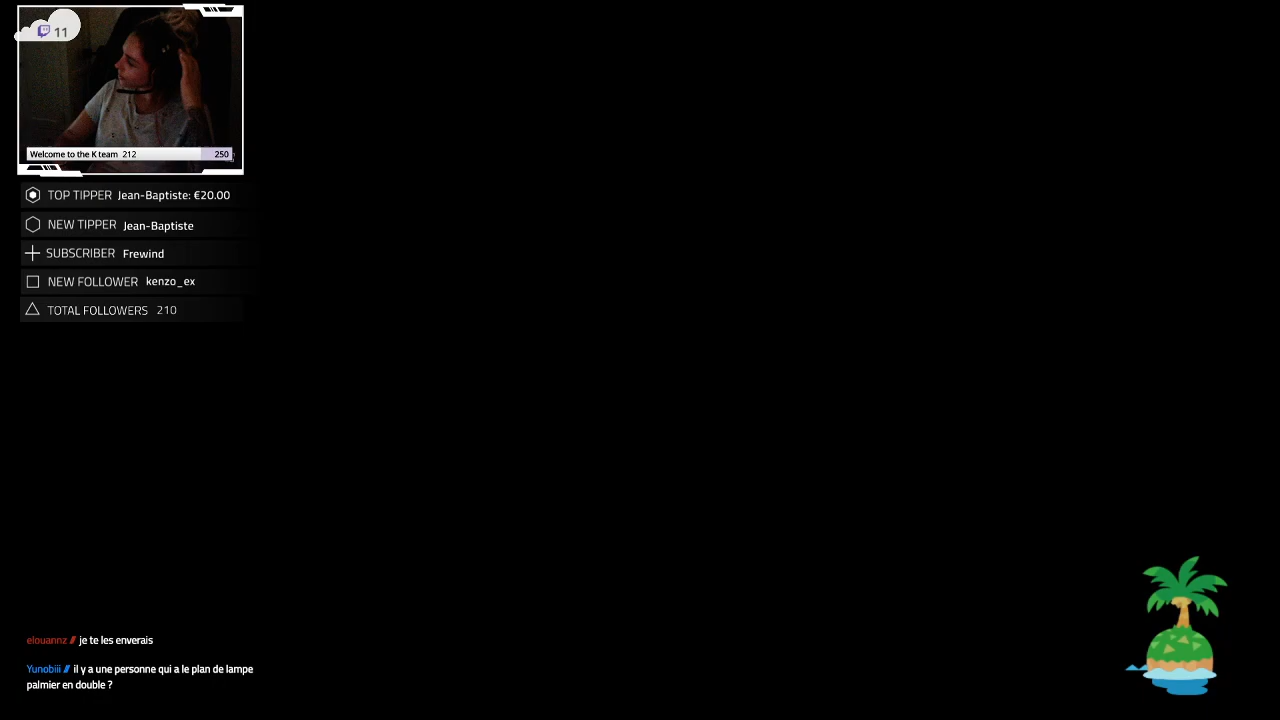 11
Welcome to the K team 212 250
TOP TIPPER Jean-Baptiste: €20.00
NEW TIPPER Jean-Baptiste
SUBSCRIBER Frewind
NEW FOLLOWER kenzo_ex
TOTAL FOLLOWERS 210
elouannz // je te les enverais
Yunobiii // il y a une personne qui a le plan de lampe
palmier en double ?